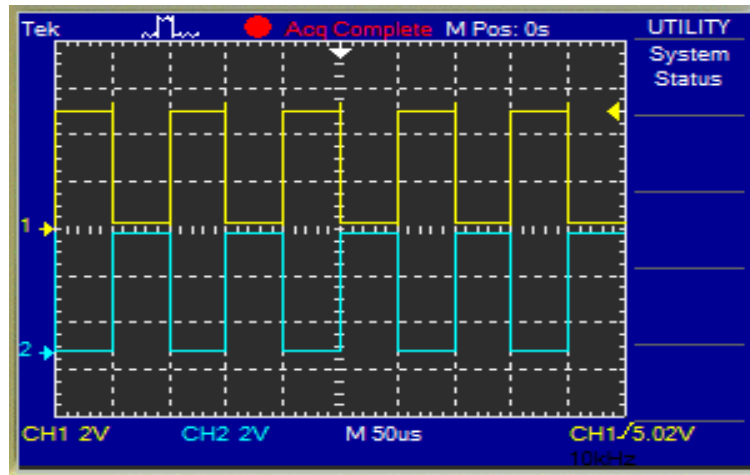 Tek Acq Complete M Pos: 0s UTILITY
System
Status
1
2
CH1 2V CH2 2V M 50us CH1/5.02V
10kHz